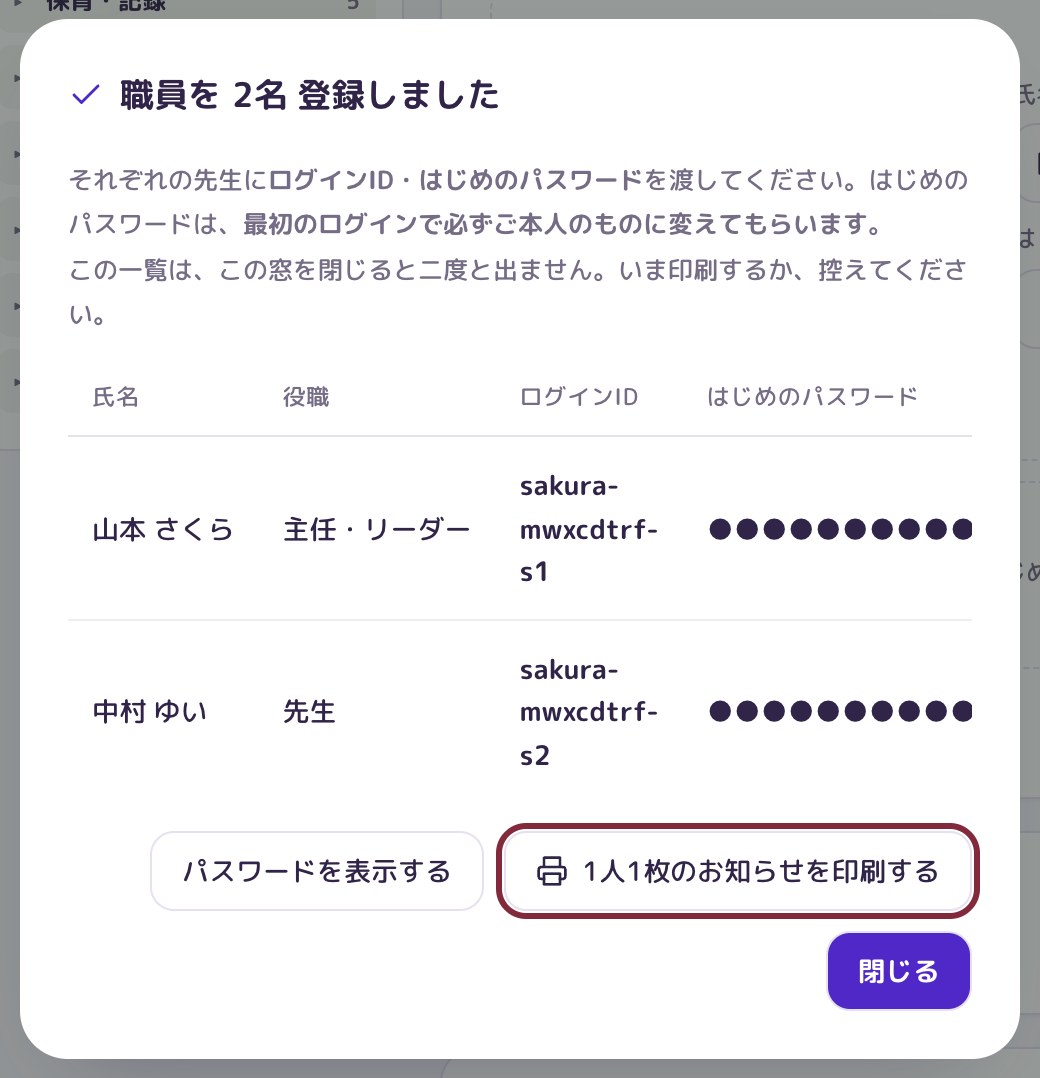 保育・記録 5
職員を 2名 登録しました
それぞれの先生にログインID・はじめのパスワードを渡してください。はじめの
パスワードは、最初のログインで必ずご本人のものに変えてもらいます。
この一覧は、この窓を閉じると二度と出ません。いま印刷するか、控えてくださ
い。
氏名 役職 ログインID はじめのパスワード
山本 さくら 主任・リーダー sakura-
mwxcdtrf-
s1 ●●●●●●●●●●
中村 ゆい 先生 sakura-
mwxcdtrf-
s2 ●●●●●●●●●●
パスワードを表示する 1人1枚のお知らせを印刷する
閉じる